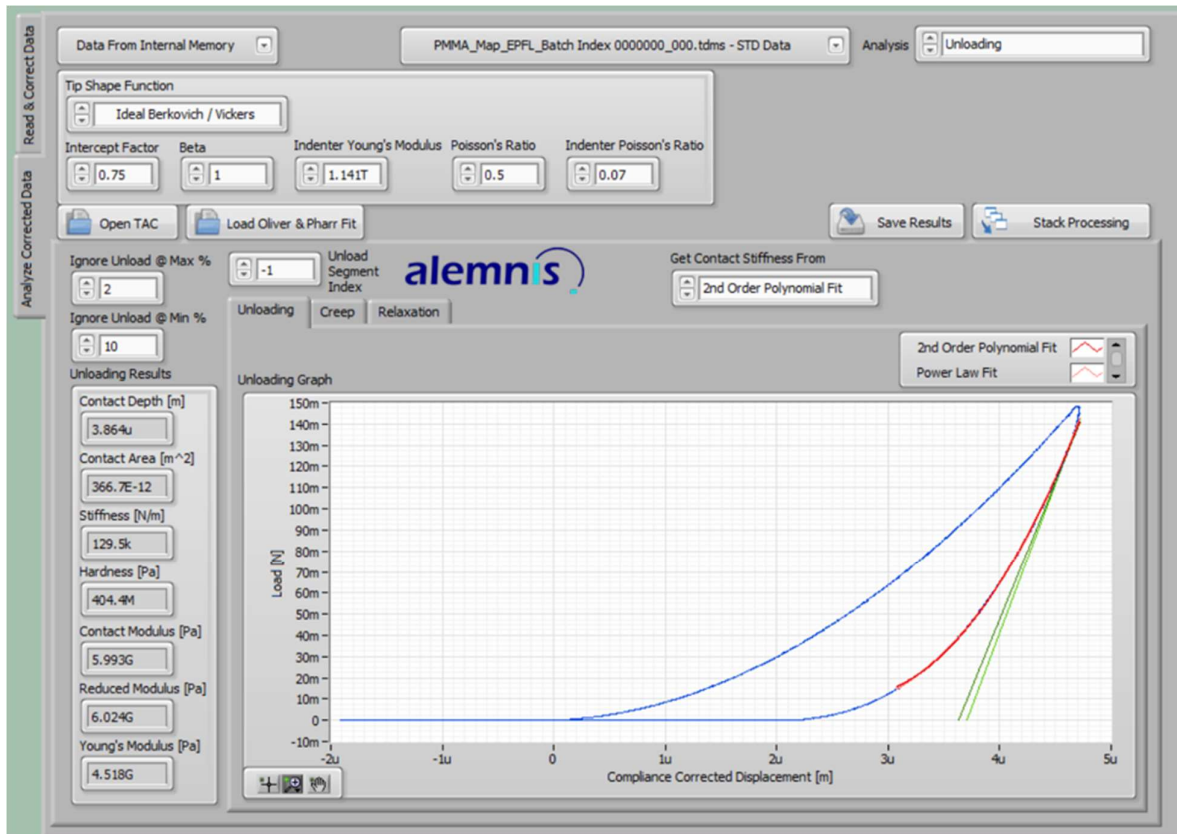 Read & Correct Data
Analyze Corrected Data
Data From Internal Memory
PMMA_Map_EPFL_Batch Index 0000000_000.tdms - STD Data
Analysis
Unloading
Tip Shape Function
Ideal Berkovich / Vickers
Intercept Factor
Beta
Indenter Young's Modulus
Poisson's Ratio
Indenter Poisson's Ratio
0.75
1
1.141T
0.5
0.07
Open TAC
Load Oliver & Pharr Fit
Save Results
Stack Processing
Ignore Unload @ Max %
2
-1
Unload
Segment
Index
alemnis
Get Contact Stiffness From
2nd Order Polynomial Fit
Ignore Unload @ Min %
10
Unloading
Creep
Relaxation
2nd Order Polynomial Fit
Power Law Fit
Unloading Results
Contact Depth [m]
3.864u
Contact Area [m^2]
366.7E-12
Stiffness [N/m]
129.5k
Hardness [Pa]
404.4M
Contact Modulus [Pa]
5.993G
Reduced Modulus [Pa]
6.024G
Young's Modulus [Pa]
4.518G
Unloading Graph
Load [N]
150m
140m
130m
120m
110m
100m
90m
80m
70m
60m
50m
40m
30m
20m
10m
0
-10m
-2u
-1u
0
1u
2u
3u
4u
5u
Compliance Corrected Displacement [m]